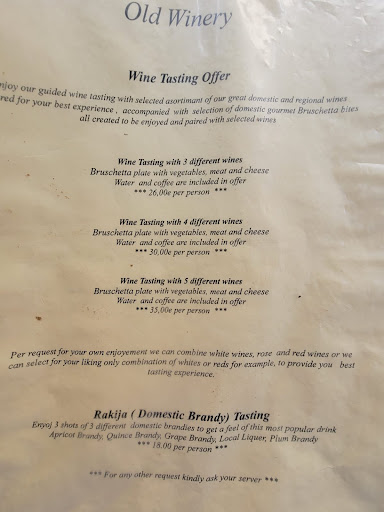 Old Winery
Wine Tasting Offer
njoy our guided wine tasting with selected asortimant of our great domestic and regional wines
red for your best experience , accompanied with selection of domestic gourmet Bruschetta bites
all created to be enjoyed and paired with selected wines
Wine Tasting with 3 different wines
Bruschetta plate with vegetables, meat and cheese
Water and coffee are included in offer
*** 26,00e per person ***
Wine Tasting with 4 different wines
Bruschetta plate with vegetables, meat and cheese
Water and coffee are included in offer
*** 30,00e per person ***
Wine Tasting with 5 different wines
Bruschetta plate with vegetables, meat and cheese
Water and coffee are included in offer
*** 35,00e per person ***
Per request for your own enjoyement we can combine white wines, rose and red wines or we
can select for your liking only combination of whites or reds for example, to provide you best
tasting experience.
Rakija ( Domestic Brandy) Tasting
Enyoj 3 shots of 3 different domestic brandies to get a feel of this most popular drink
Apricot Brandy, Quince Brandy, Grape Brandy, Local Liquer, Plum Brandy
*** 18.00 per person ***
*** For any other request kindly ask your server ***